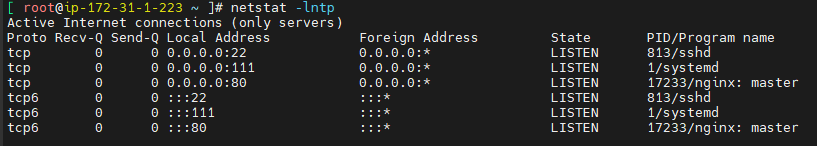 [ root@ip-172-31-1-223 ~ ]# netstat -lntp
Active Internet connections (only servers)
Proto Recv-Q Send-Q Local Address           Foreign Address         State       PID/Program name
tcp        0      0 0.0.0.0:22              0.0.0.0:*               LISTEN      813/sshd
tcp        0      0 0.0.0.0:111             0.0.0.0:*               LISTEN      1/systemd
tcp        0      0 0.0.0.0:80              0.0.0.0:*               LISTEN      17233/nginx: master
tcp6       0      0 :::22                   :::*                    LISTEN      813/sshd
tcp6       0      0 :::111                  :::*                    LISTEN      1/systemd
tcp6       0      0 :::80                   :::*                    LISTEN      17233/nginx: master